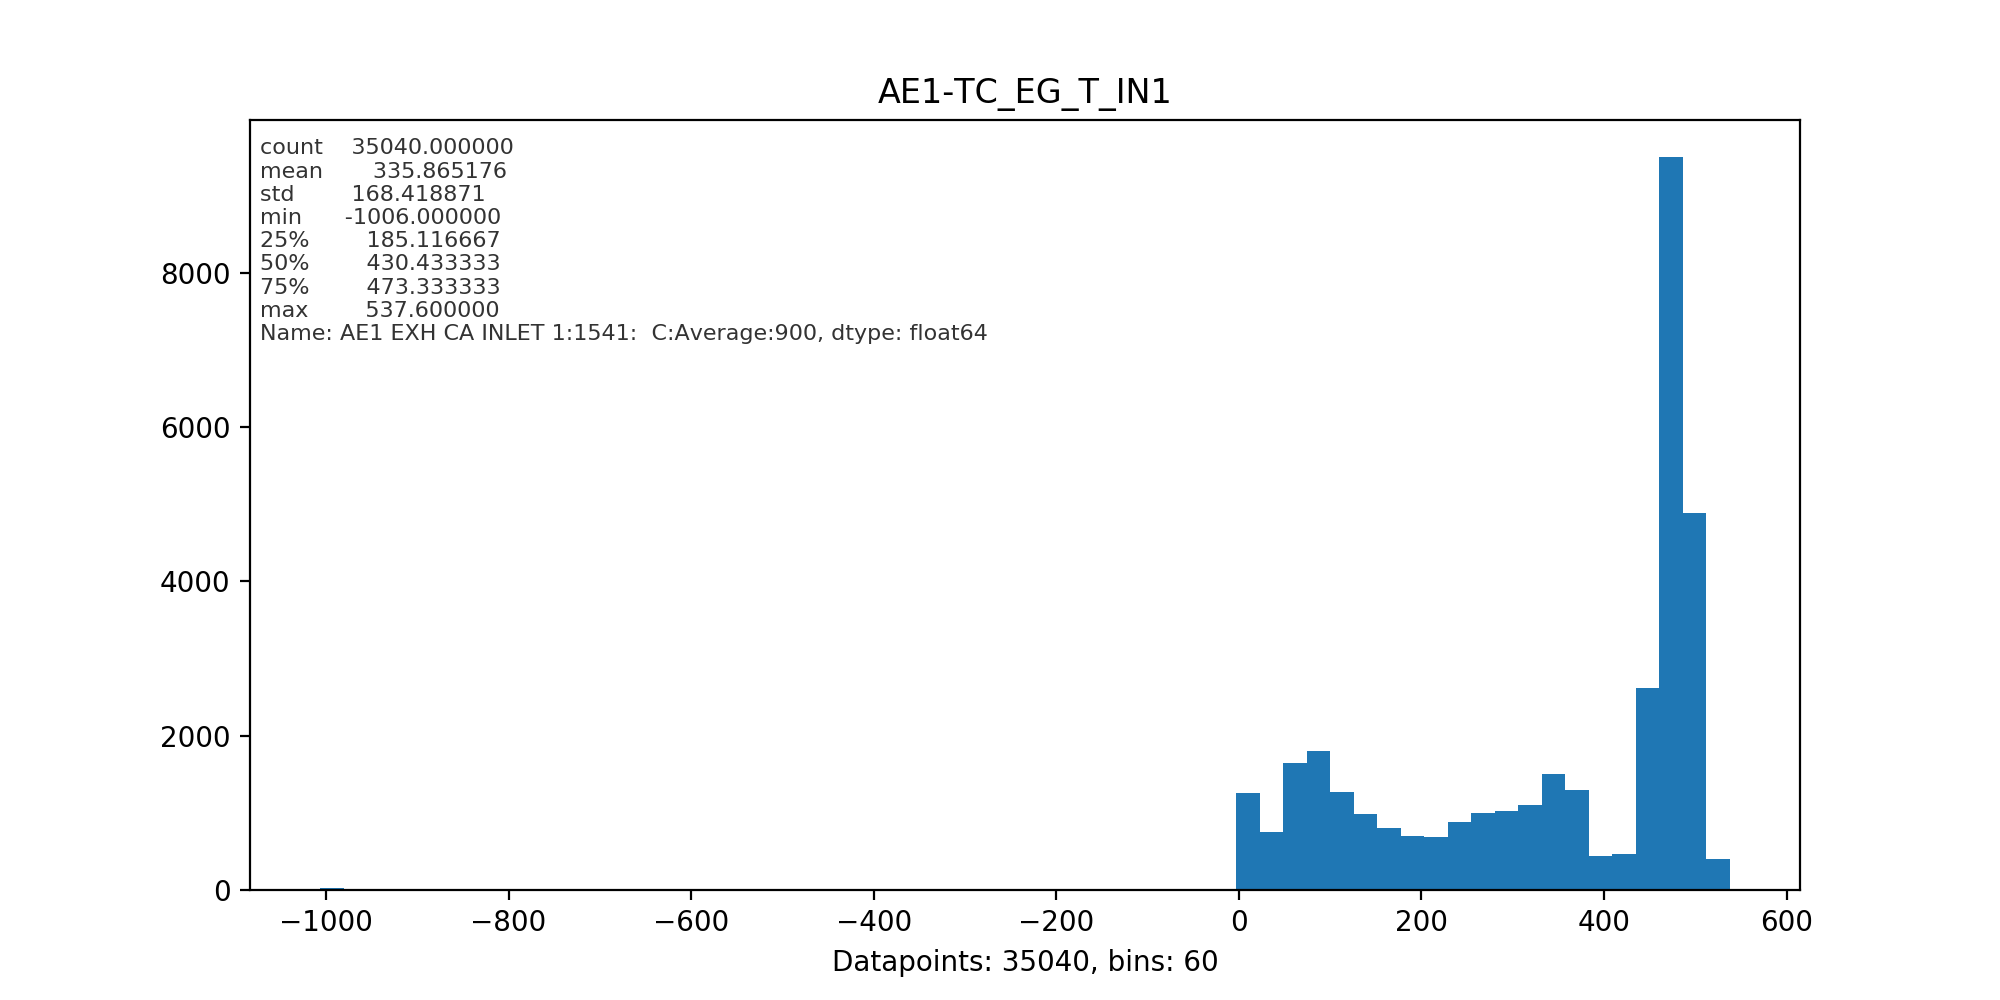 AE1-TC_EG_T_IN1
count 35040.000000
mean 335.865176
std 168.418871
min -1006.000000
25% 185.116667
50% 430.433333
75% 473.333333
max 537.600000
Name: AE1 EXH CA INLET 1:1541:  C:Average:900, dtype: float64
8000
6000
4000
2000
0
−1000 −800 −600 −400 −200 0 200 400 600
Datapoints: 35040, bins: 60